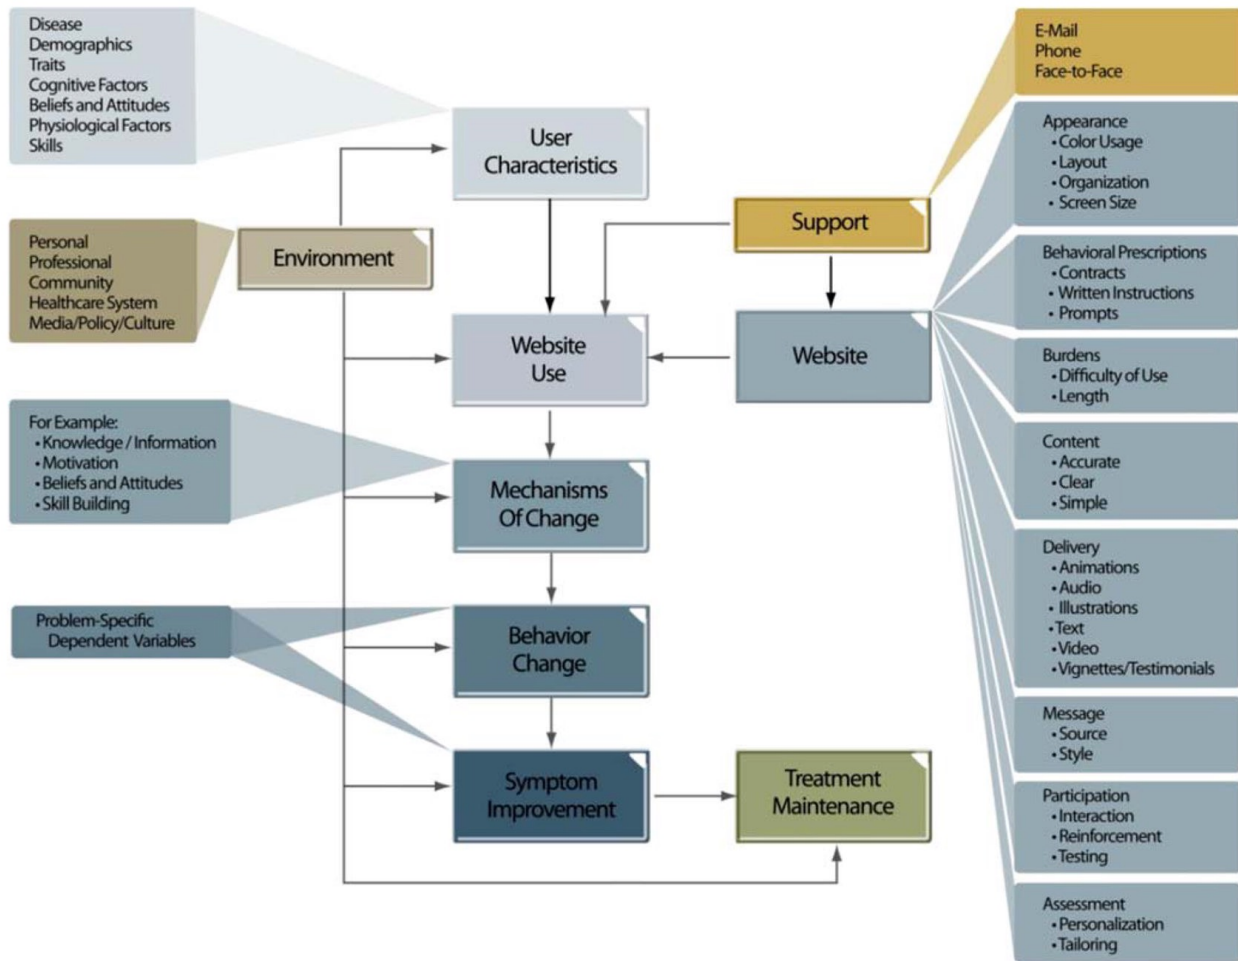 Disease
Demographics
Traits
Cognitive Factors
Beliefs and Attitudes
Physiological Factors
Skills
User
Characteristics
Personal
Professional
Community
Healthcare System
Media/Policy/Culture
Environment
Support
E-Mail
Phone
Face-to-Face
Website
Use
Website
For Example:
• Knowledge / Information
• Motivation
• Beliefs and Attitudes
• Skill Building
Mechanisms
Of Change
Problem-Specific
Dependent Variables
Behavior
Change
Symptom
Improvement
Treatment
Maintenance
Appearance
• Color Usage
• Layout
• Organization
• Screen Size
Behavioral Prescriptions
• Contracts
• Written Instructions
• Prompts
Burdens
• Difficulty of Use
• Length
Content
• Accurate
• Clear
• Simple
Delivery
• Animations
• Audio
• Illustrations
• Text
• Video
• Vignettes/Testimonials
Message
• Source
• Style
Participation
• Interaction
• Reinforcement
• Testing
Assessment
• Personalization
• Tailoring